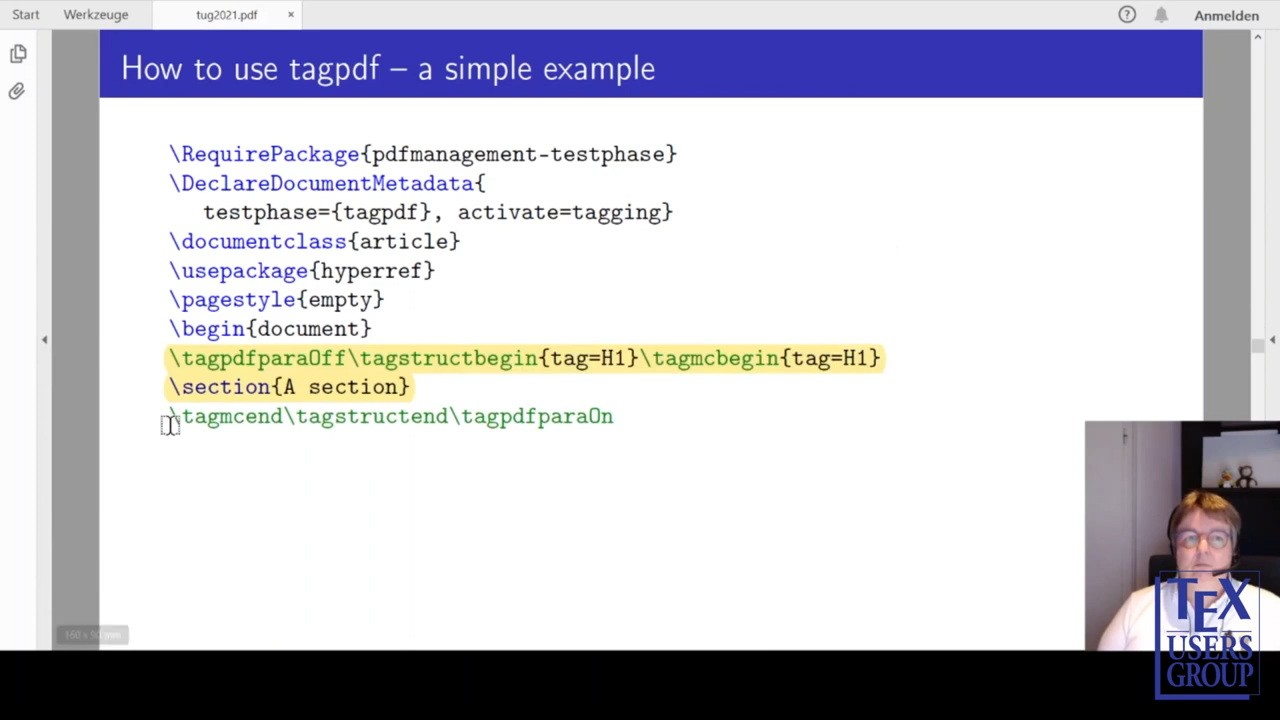 Start Werkzeuge tug2021.pdf × ? Anmelden
How to use tagpdf – a simple example
\RequirePackage{pdfmanagement-testphase}
\DeclareDocumentMetadata{
testphase={tagpdf}, activate=tagging}
\documentclass{article}
\usepackage{hyperref}
\pagestyle{empty}
\begin{document}
\tagpdfparaOff\tagstructbegin{tag=H1}\tagmcbegin{tag=H1}
\section{A section}
\tagmcend\tagstructend\tagpdfparaOn
TEX
USERS
GROUP